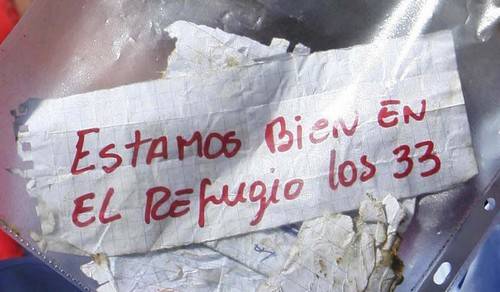 ESTAMOS BiEN EN
EL REfUGiO los 33